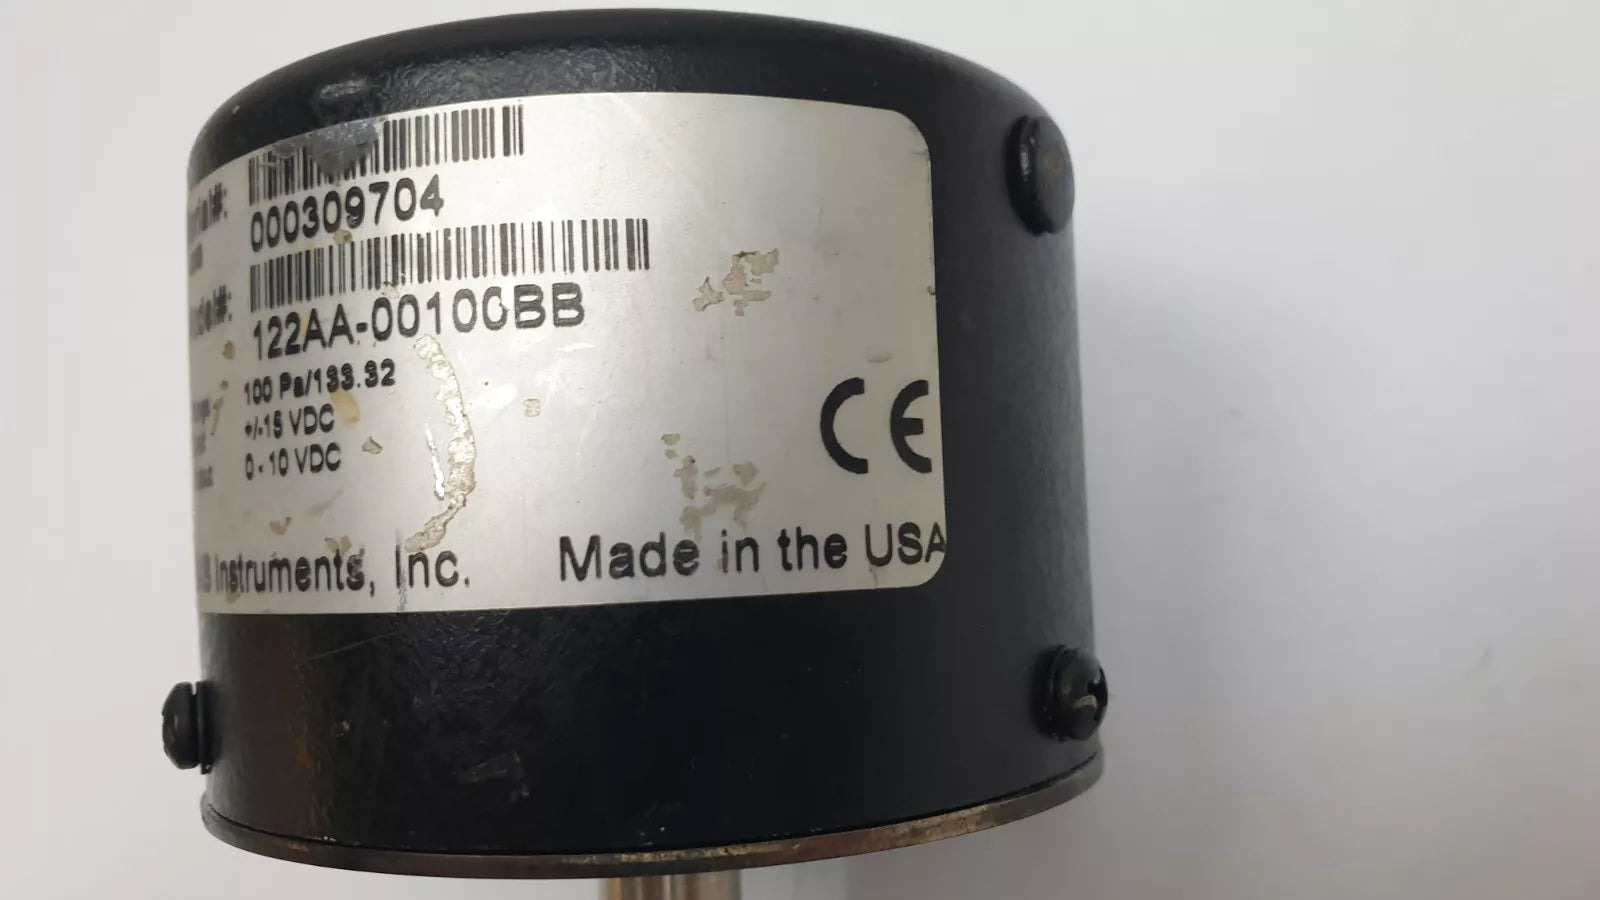 000309704
122AA-00100BB
100 Pa/133.32
+/-15 VDC
0 - 10 VDC
Instruments, Inc. Made in the USA
CE